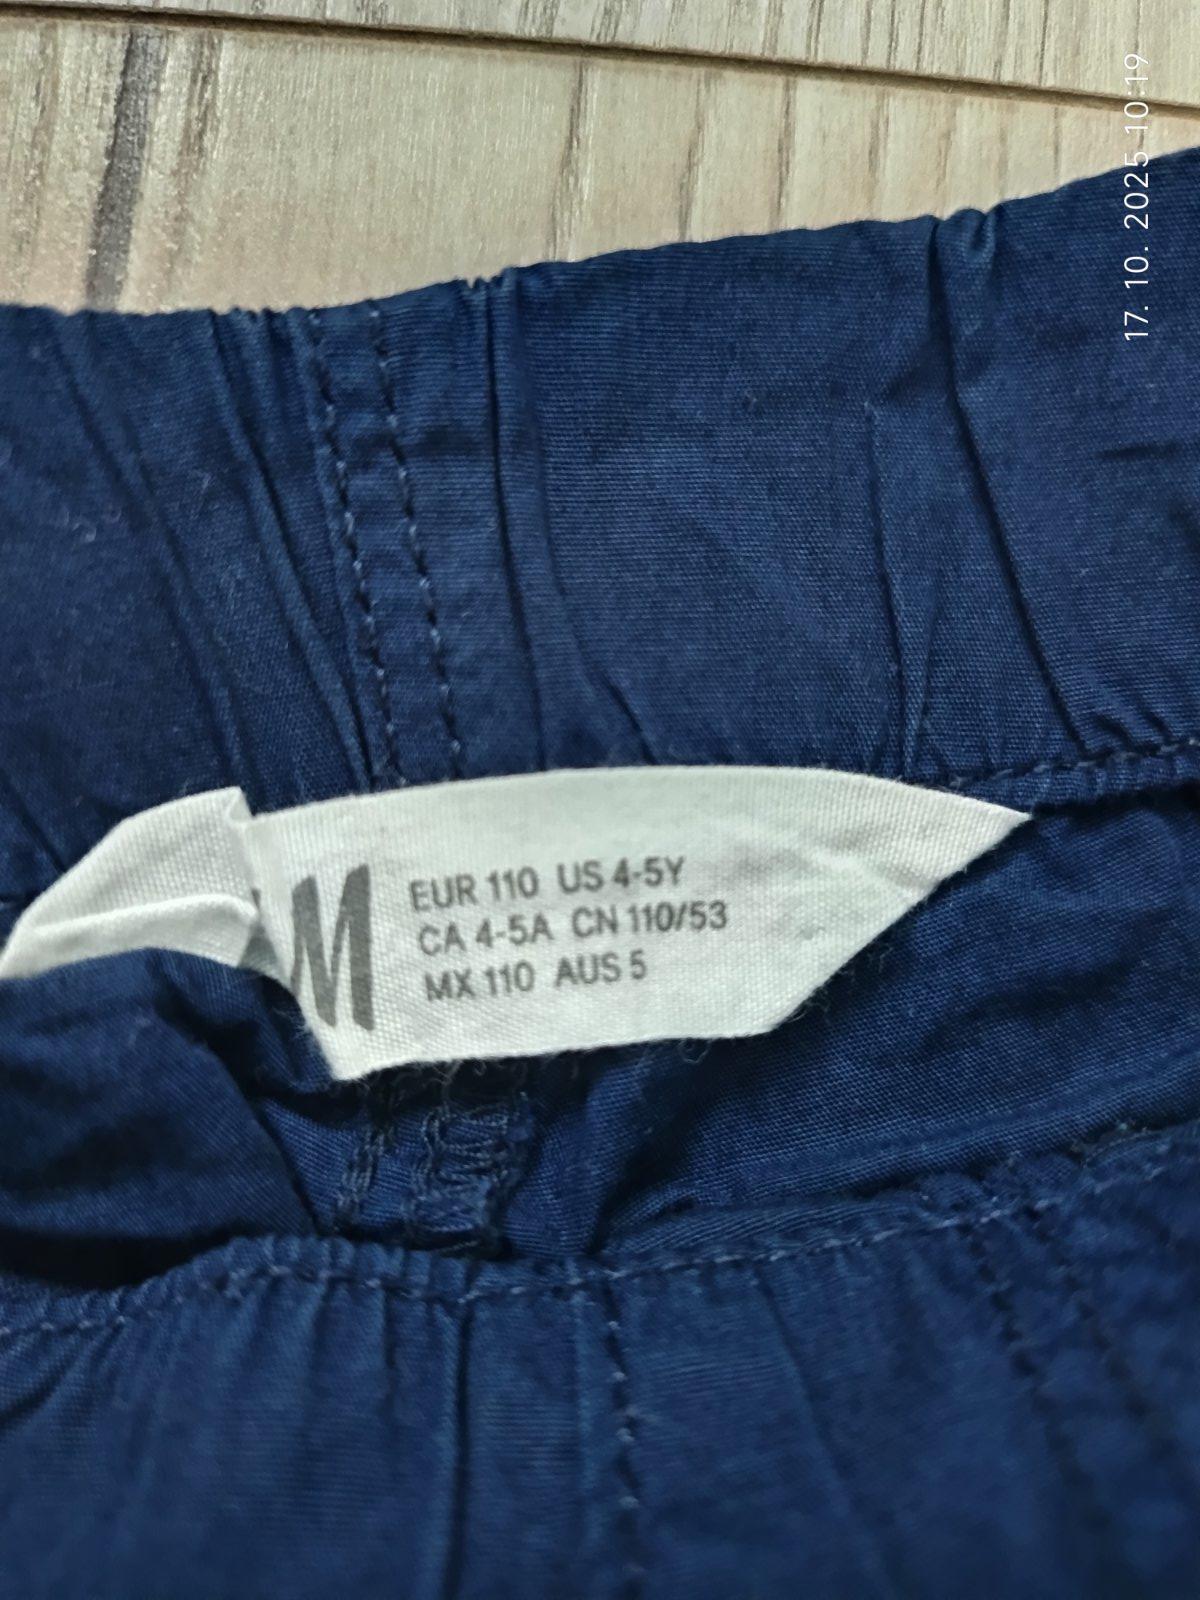 M
EUR 110 US 4-5Y
CA 4-5A CN 110/53
MX 110 AUS 5
17. 10. 2025 10:19